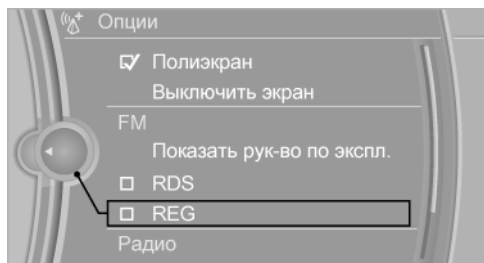 Опции
Полиэкран
Выключить экран
FM
Показать рук-во по экспл.
RDS
REG
Радио